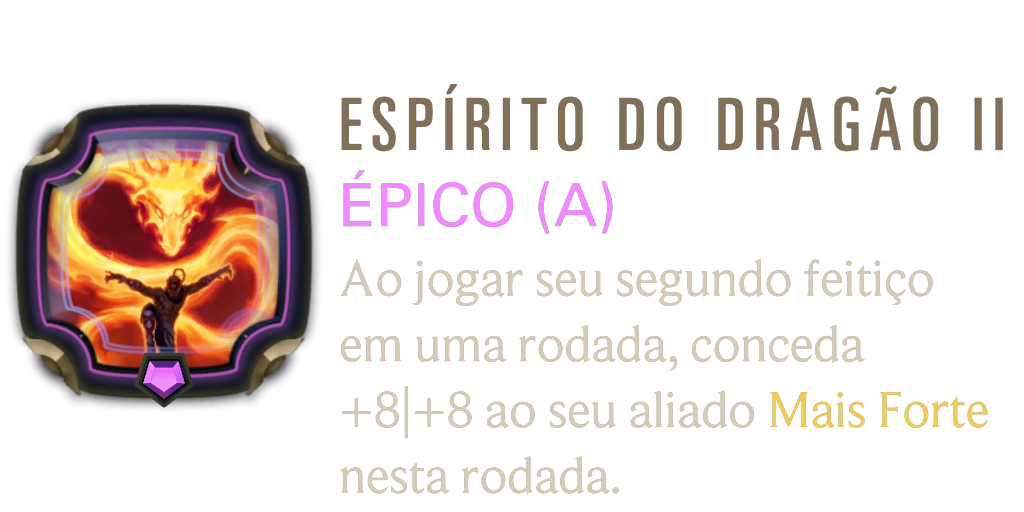 ESPÍRITO DO DRAGÃO II
ÉPICO (A)
Ao jogar seu segundo feitiço
em uma rodada, conceda
+8|+8 ao seu aliado Mais Forte
nesta rodada.